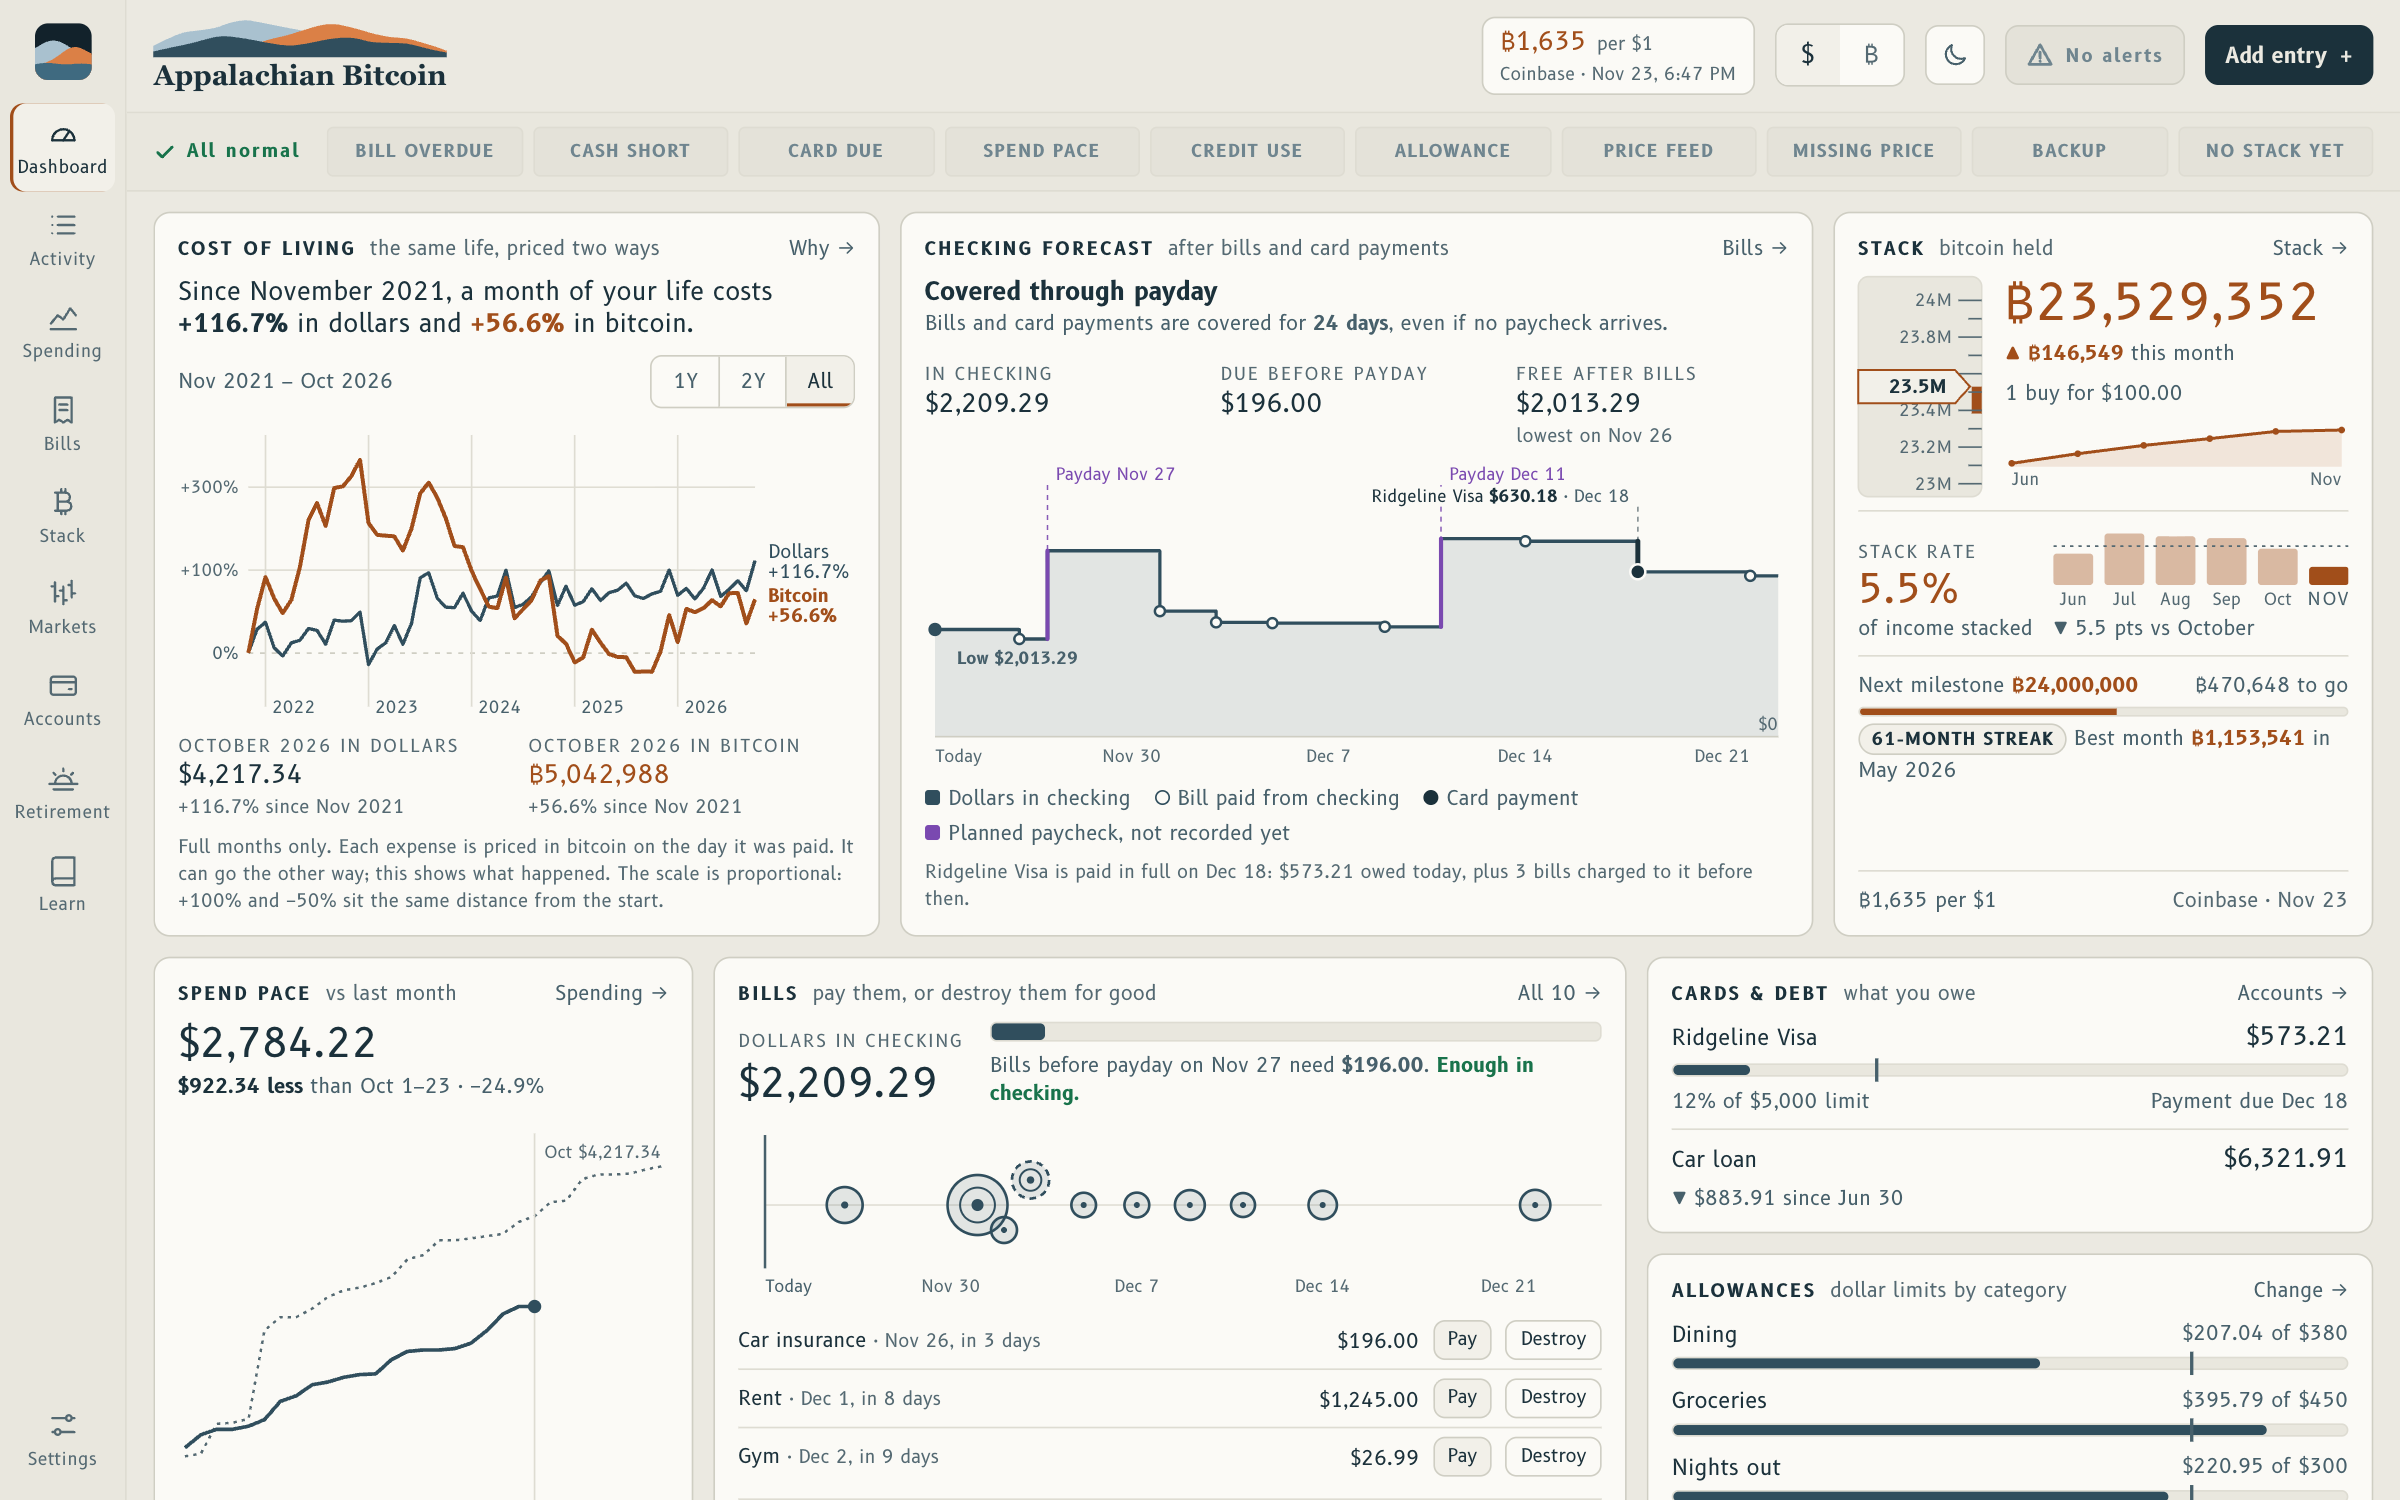 Appalachian Bitcoin
₿1,635 per $1
Coinbase · Nov 23, 6:47 PM
$
₿
No alerts
Add entry +
Dashboard
Activity
Spending
Bills
Stack
Markets
Accounts
Retirement
Learn
Settings
All normal
BILL OVERDUE
CASH SHORT
CARD DUE
SPEND PACE
CREDIT USE
ALLOWANCE
PRICE FEED
MISSING PRICE
BACKUP
NO STACK YET
COST OF LIVING the same life, priced two ways
Why →
Since November 2021, a month of your life costs
+116.7% in dollars and +56.6% in bitcoin.
Nov 2021 – Oct 2026
1Y
2Y
All
+300%
+100%
0%
Dollars
+116.7%
Bitcoin
+56.6%
2022
2023
2024
2025
2026
OCTOBER 2026 IN DOLLARS
$4,217.34
+116.7% since Nov 2021
OCTOBER 2026 IN BITCOIN
₿5,042,988
+56.6% since Nov 2021
Full months only. Each expense is priced in bitcoin on the day it was paid. It
can go the other way; this shows what happened. The scale is proportional:
+100% and −50% sit the same distance from the start.
CHECKING FORECAST after bills and card payments
Bills →
Covered through payday
Bills and card payments are covered for 24 days, even if no paycheck arrives.
IN CHECKING
$2,209.29
DUE BEFORE PAYDAY
$196.00
FREE AFTER BILLS
$2,013.29
lowest on Nov 26
Payday Nov 27
Payday Dec 11
Ridgeline Visa $630.18 · Dec 18
Low $2,013.29
$0
Today
Nov 30
Dec 7
Dec 14
Dec 21
Dollars in checking
Bill paid from checking
Card payment
Planned paycheck, not recorded yet
Ridgeline Visa is paid in full on Dec 18: $573.21 owed today, plus 3 bills charged to it before
then.
STACK bitcoin held
Stack →
24M
23.8M
23.5M
23.4M
23.2M
23M
₿23,529,352
▲ ₿146,549 this month
1 buy for $100.00
Jun
Nov
STACK RATE
5.5%
of income stacked
Jun
Jul
Aug
Sep
Oct
NOV
▼ 5.5 pts vs October
Next milestone ₿24,000,000
₿470,648 to go
61-MONTH STREAK Best month ₿1,153,541 in
May 2026
₿1,635 per $1
Coinbase · Nov 23
SPEND PACE vs last month
Spending →
$2,784.22
$922.34 less than Oct 1–23 · −24.9%
Oct $4,217.34
BILLS pay them, or destroy them for good
All 10 →
DOLLARS IN CHECKING
$2,209.29
Bills before payday on Nov 27 need $196.00. Enough in
checking.
Today
Nov 30
Dec 7
Dec 14
Dec 21
Car insurance · Nov 26, in 3 days
$196.00
Pay
Destroy
Rent · Dec 1, in 8 days
$1,245.00
Pay
Destroy
Gym · Dec 2, in 9 days
$26.99
Pay
Destroy
CARDS & DEBT what you owe
Accounts →
Ridgeline Visa
$573.21
12% of $5,000 limit
Payment due Dec 18
Car loan
$6,321.91
▼ $883.91 since Jun 30
ALLOWANCES dollar limits by category
Change →
Dining
$207.04 of $380
Groceries
$395.79 of $450
Nights out
$220.95 of $300